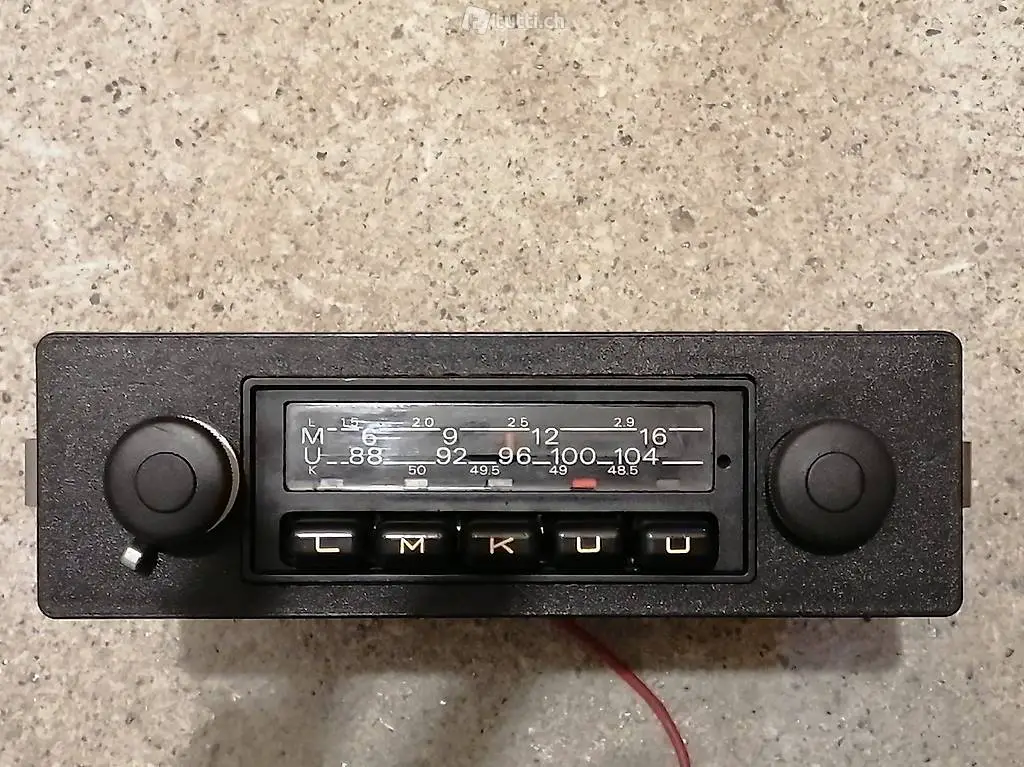 tutti.ch
L 1.5 2.0 2.5 2.9
M 6 9 12 16
U 88 92 96 100 104
K 50 49.5 49 48.5
L M K U U